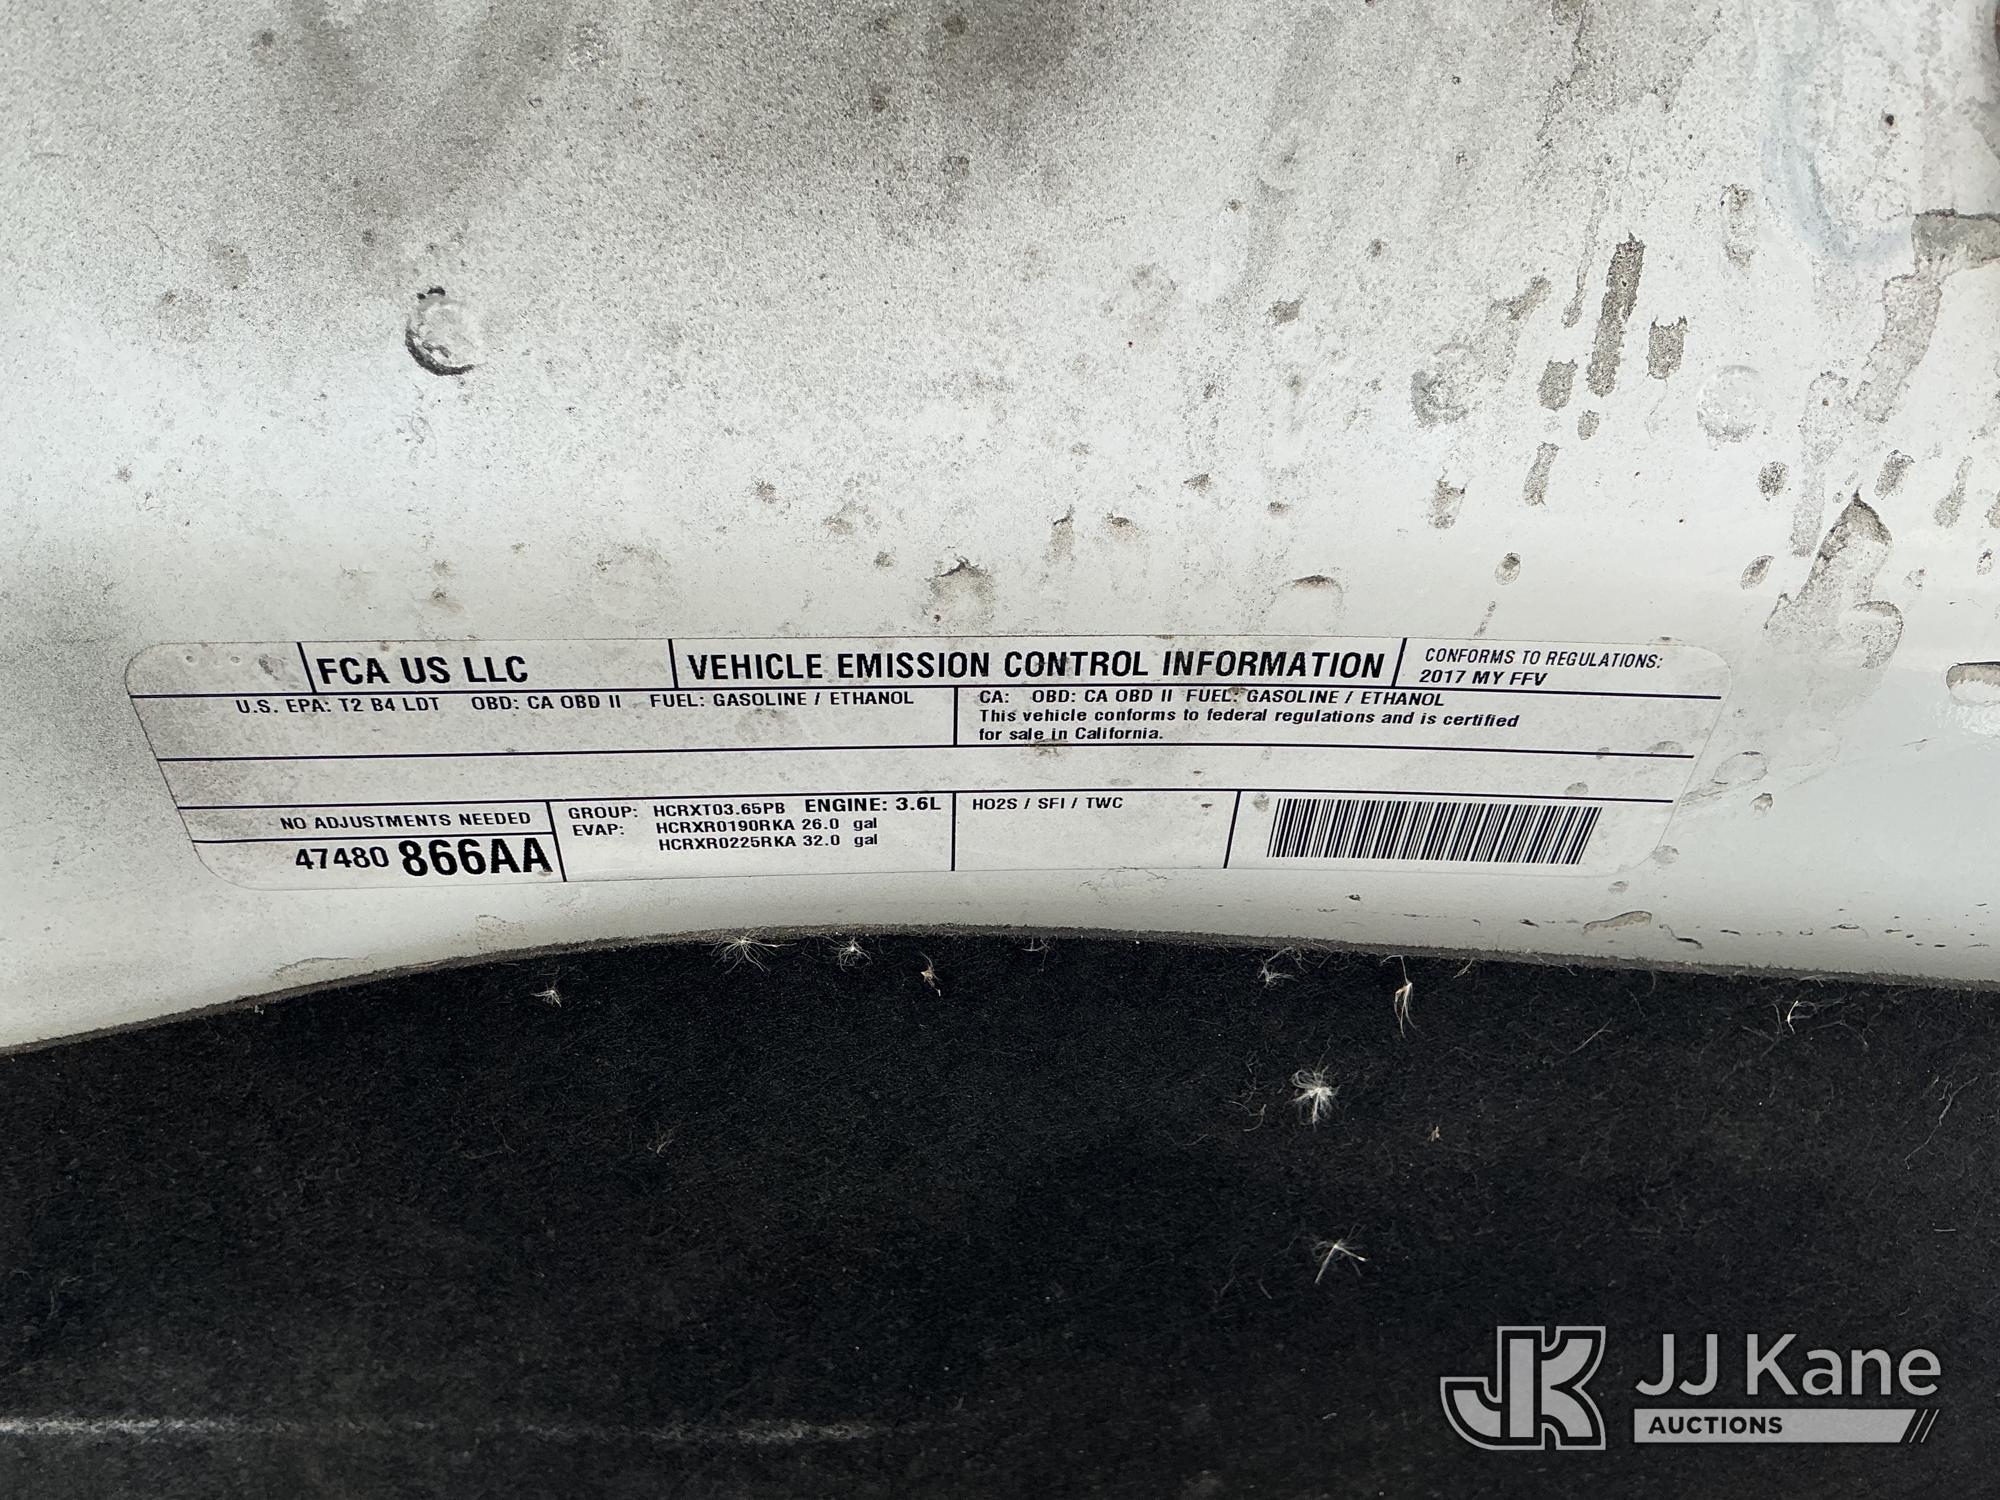 FCA US LLC
VEHICLE EMISSION CONTROL INFORMATION
CONFORMS TO REGULATIONS:
2017 MY FFV
U.S. EPA: T2 B4 LDT OBD: CA OBD II FUEL: GASOLINE / ETHANOL
CA: OBD: CA OBD II FUEL: GASOLINE / ETHANOL
This vehicle conforms to federal regulations and is certified
for sale in California.
NO ADJUSTMENTS NEEDED
47480 866AA
GROUP: HCRXT03.65PB ENGINE: 3.6L
EVAP: HCRXR0190RKA 26.0 gal
HCRXR0225RKA 32.0 gal
HO2S / SFI / TWC
JK JJ Kane
AUCTIONS